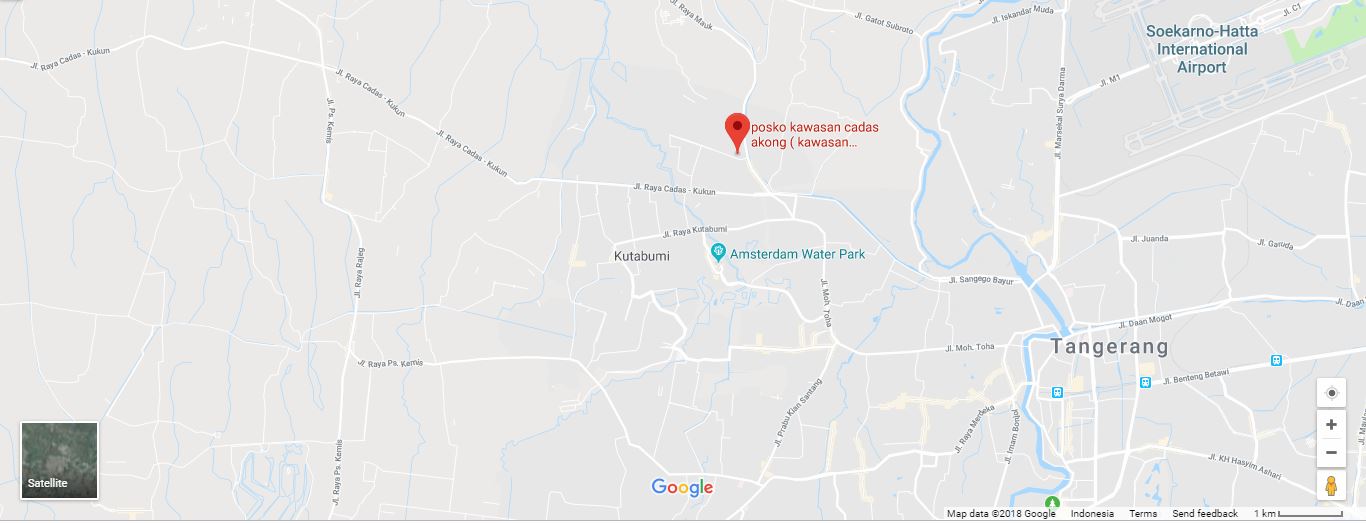 Jl. Raya Mauk
Jl. Gatot Subroto
Jl. Iskandar Muda
Jl. C1
Soekarno-Hatta
International
Airport
Jl. Raya Cadas - Kukun
Jl. Raya Cadas - Kukun
Jl. M1
Jl. Ps. Kemis
Jl. Marsekal Surya Darma
posko kawasan cadas
akong ( kawasan...
Jl. Raya Cadas - Kukun
Jl. Raya Cadas - Kukun
Jl. Raya Kutabumi
Jl. Juanda
Jl. Garuda
Kutabumi
Amsterdam Water Park
Jl. Raya Rajeg
Jl. Sangego Bayur
Jl. Moh. Toha
Jl. Daan
Jl. Daan Mogot
Jl. Moh. Toha
Tangerang
Jl. Raya Ps. Kemis
Jl. Benteng Betawi
Jl. Prabu Kian Santang
Jl. Raya Merdeka
Jl. Imam Bonjol
Jl. Raya Ps. Kemis
Jl. KH Hasyim Ashari
Satellite
Google
Map data ©2018 Google
Indonesia
Terms
Send feedback
1 km